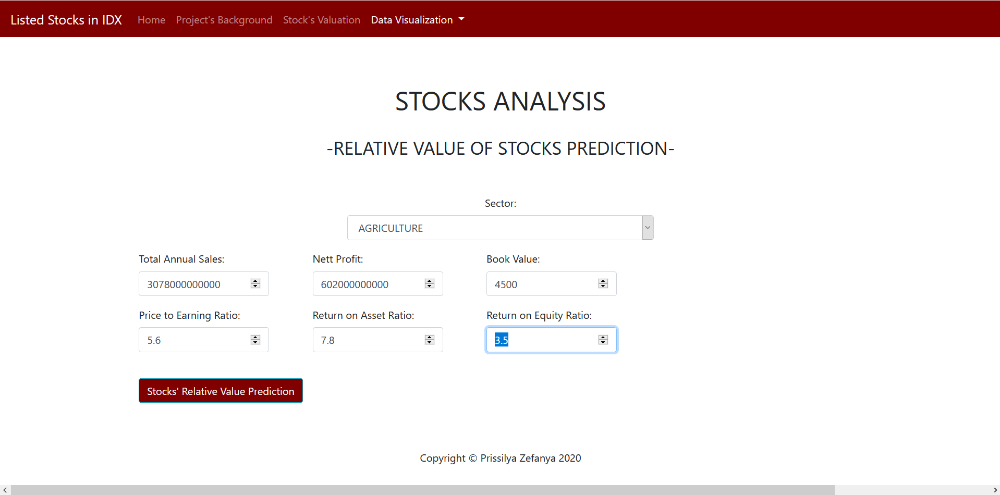 Listed Stocks in IDX Home Project's Background Stock's Valuation Data Visualization
STOCKS ANALYSIS
-RELATIVE VALUE OF STOCKS PREDICTION-
Sector:
AGRICULTURE
Total Annual Sales: Nett Profit: Book Value:
3078000000000 602000000000 4500
Price to Earning Ratio: Return on Asset Ratio: Return on Equity Ratio:
5.6 7.8 3.5
Stocks' Relative Value Prediction
Copyright © Prissilya Zefanya 2020